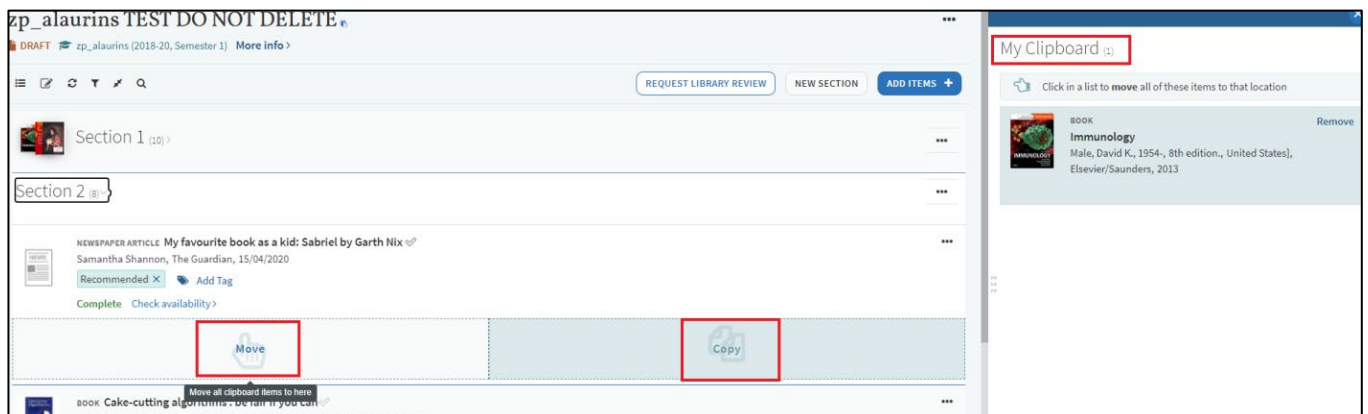 zp_alaurins TEST DO NOT DELETE
DRAFT zp_alaurins (2018-20, Semester 1) More info >
REQUEST LIBRARY REVIEW NEW SECTION ADD ITEMS +
Section 1 (10) >
Section 2 (8)
NEWSPAPER ARTICLE My favourite book as a kid: Sabriel by Garth Nix
NEWS
Samantha Shannon, The Guardian, 15/04/2020
Recommended X Add Tag
Complete Check availability >
Move Copy
Move all clipboard items to here
BOOK Cake-cutting algorithms : be fair if you can
My Clipboard (1)
Click in a list to move all of these items to that location
BOOK Remove
Immunology
IMMUNOLOGY
Male, David K., 1954-, 8th edition., United States],
Elsevier/Saunders, 2013